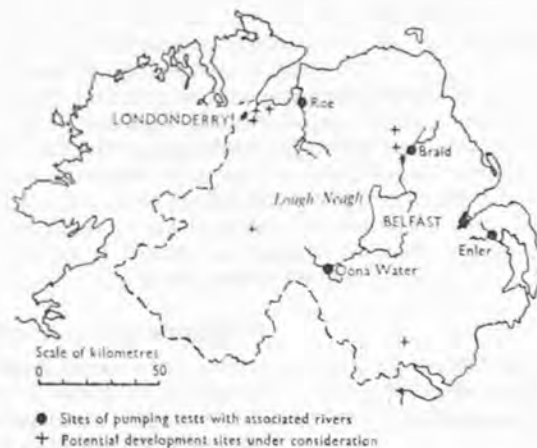 Roe
LONDONDERRY
Braid
Lough Neagh
BELFAST
Enler
Oona Water
Scale of kilometres
0 50
● Sites of pumping tests with associated rivers
+ Potential development sites under consideration